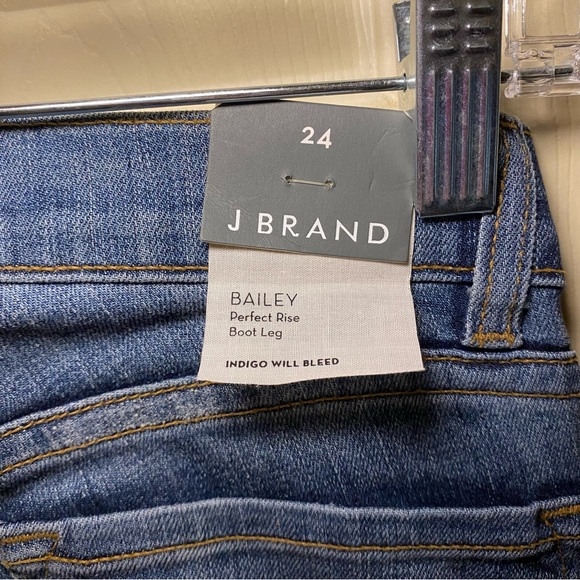 24
J BRAND
BAILEY
Perfect Rise
Boot Leg
INDIGO WILL BLEED